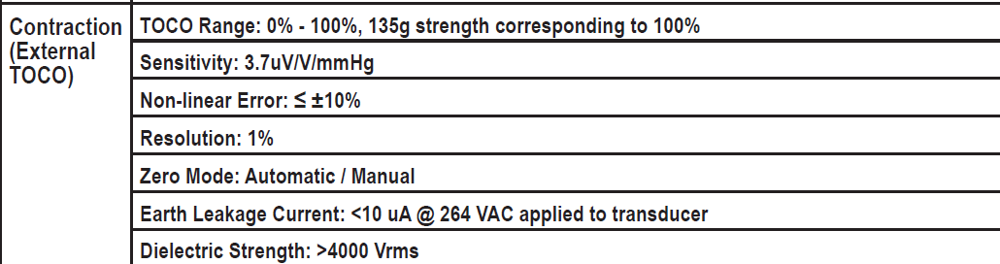 Contraction
(External
TOCO)
TOCO Range: 0% - 100%, 135g strength corresponding to 100%
Sensitivity: 3.7uV/V/mmHg
Non-linear Error: ≤ ±10%
Resolution: 1%
Zero Mode: Automatic / Manual
Earth Leakage Current: <10 uA @ 264 VAC applied to transducer
Dielectric Strength: >4000 Vrms